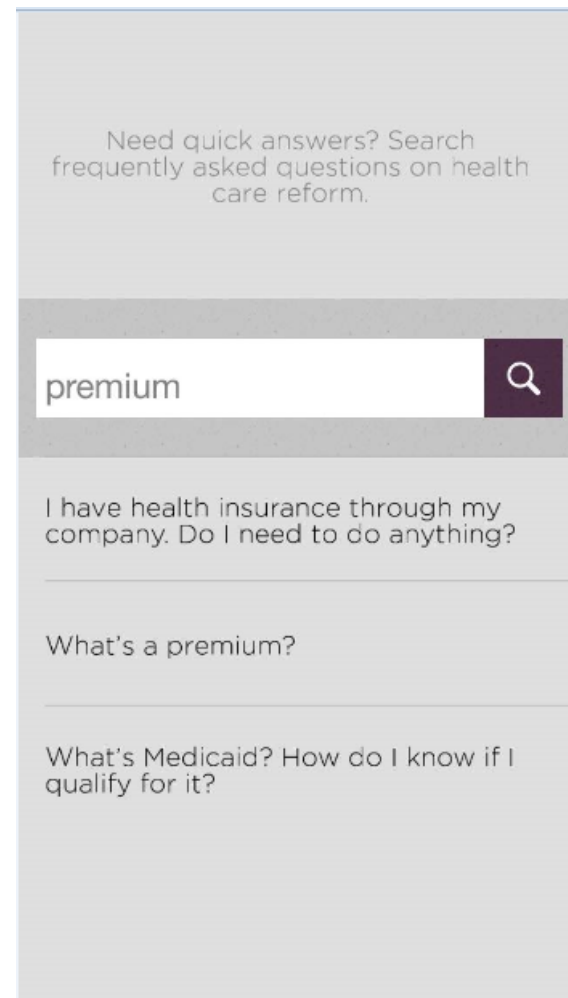 Need quick answers? Search
frequently asked questions on health
care reform.
premium
I have health insurance through my
company. Do I need to do anything?
What's a premium?
What's Medicaid? How do I know if I
qualify for it?